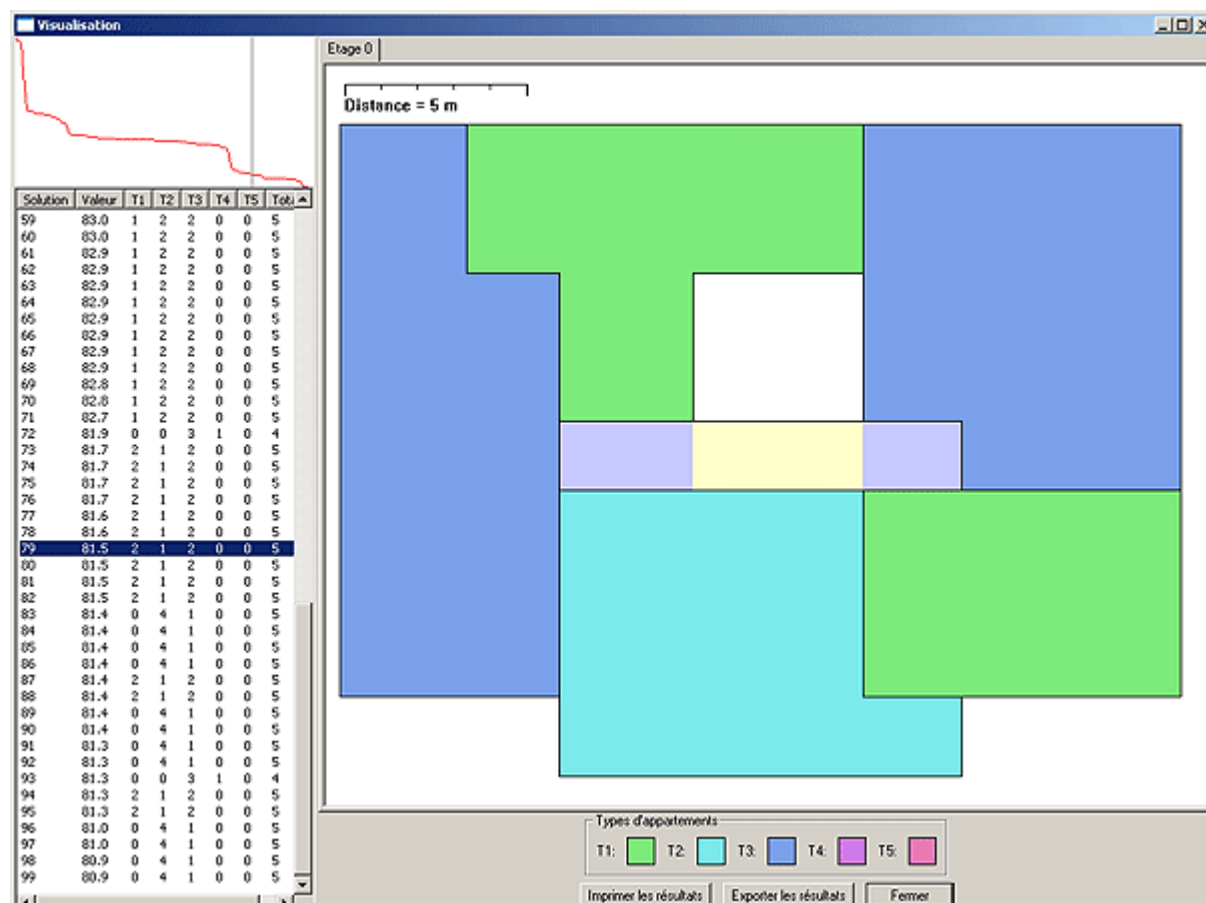 Visualisation
Etage 0
Distance = 5 m
Solution Valeur T1 T2 T3 T4 T5 Tot
59 83.0 1 2 2 0 0 5
60 83.0 1 2 2 0 0 5
61 82.9 1 2 2 0 0 5
62 82.9 1 2 2 0 0 5
63 82.9 1 2 2 0 0 5
64 82.9 1 2 2 0 0 5
65 82.9 1 2 2 0 0 5
66 82.9 1 2 2 0 0 5
67 82.9 1 2 2 0 0 5
68 82.9 1 2 2 0 0 5
69 82.8 1 2 2 0 0 5
70 82.8 1 2 2 0 0 5
71 82.7 1 2 2 0 0 5
72 81.9 0 0 3 1 0 4
73 81.7 2 1 2 0 0 5
74 81.7 2 1 2 0 0 5
75 81.7 2 1 2 0 0 5
76 81.7 2 1 2 0 0 5
77 81.6 2 1 2 0 0 5
78 81.6 2 1 2 0 0 5
79 81.5 2 1 2 0 0 5
80 81.5 2 1 2 0 0 5
81 81.5 2 1 2 0 0 5
82 81.5 2 1 2 0 0 5
83 81.4 0 4 1 0 0 5
84 81.4 0 4 1 0 0 5
85 81.4 0 4 1 0 0 5
86 81.4 0 4 1 0 0 5
87 81.4 2 1 2 0 0 5
88 81.4 2 1 2 0 0 5
89 81.4 0 4 1 0 0 5
90 81.4 0 4 1 0 0 5
91 81.3 0 4 1 0 0 5
92 81.3 0 4 1 0 0 5
93 81.3 0 0 3 1 0 4
94 81.3 2 1 2 0 0 5
95 81.3 2 1 2 0 0 5
96 81.0 0 4 1 0 0 5
97 81.0 0 4 1 0 0 5
98 80.9 0 4 1 0 0 5
99 80.9 0 4 1 0 0 5
Types d'appartements
T1: T2: T3: T4: T5:
Imprimer les résultats Exporter les résultats Fermer